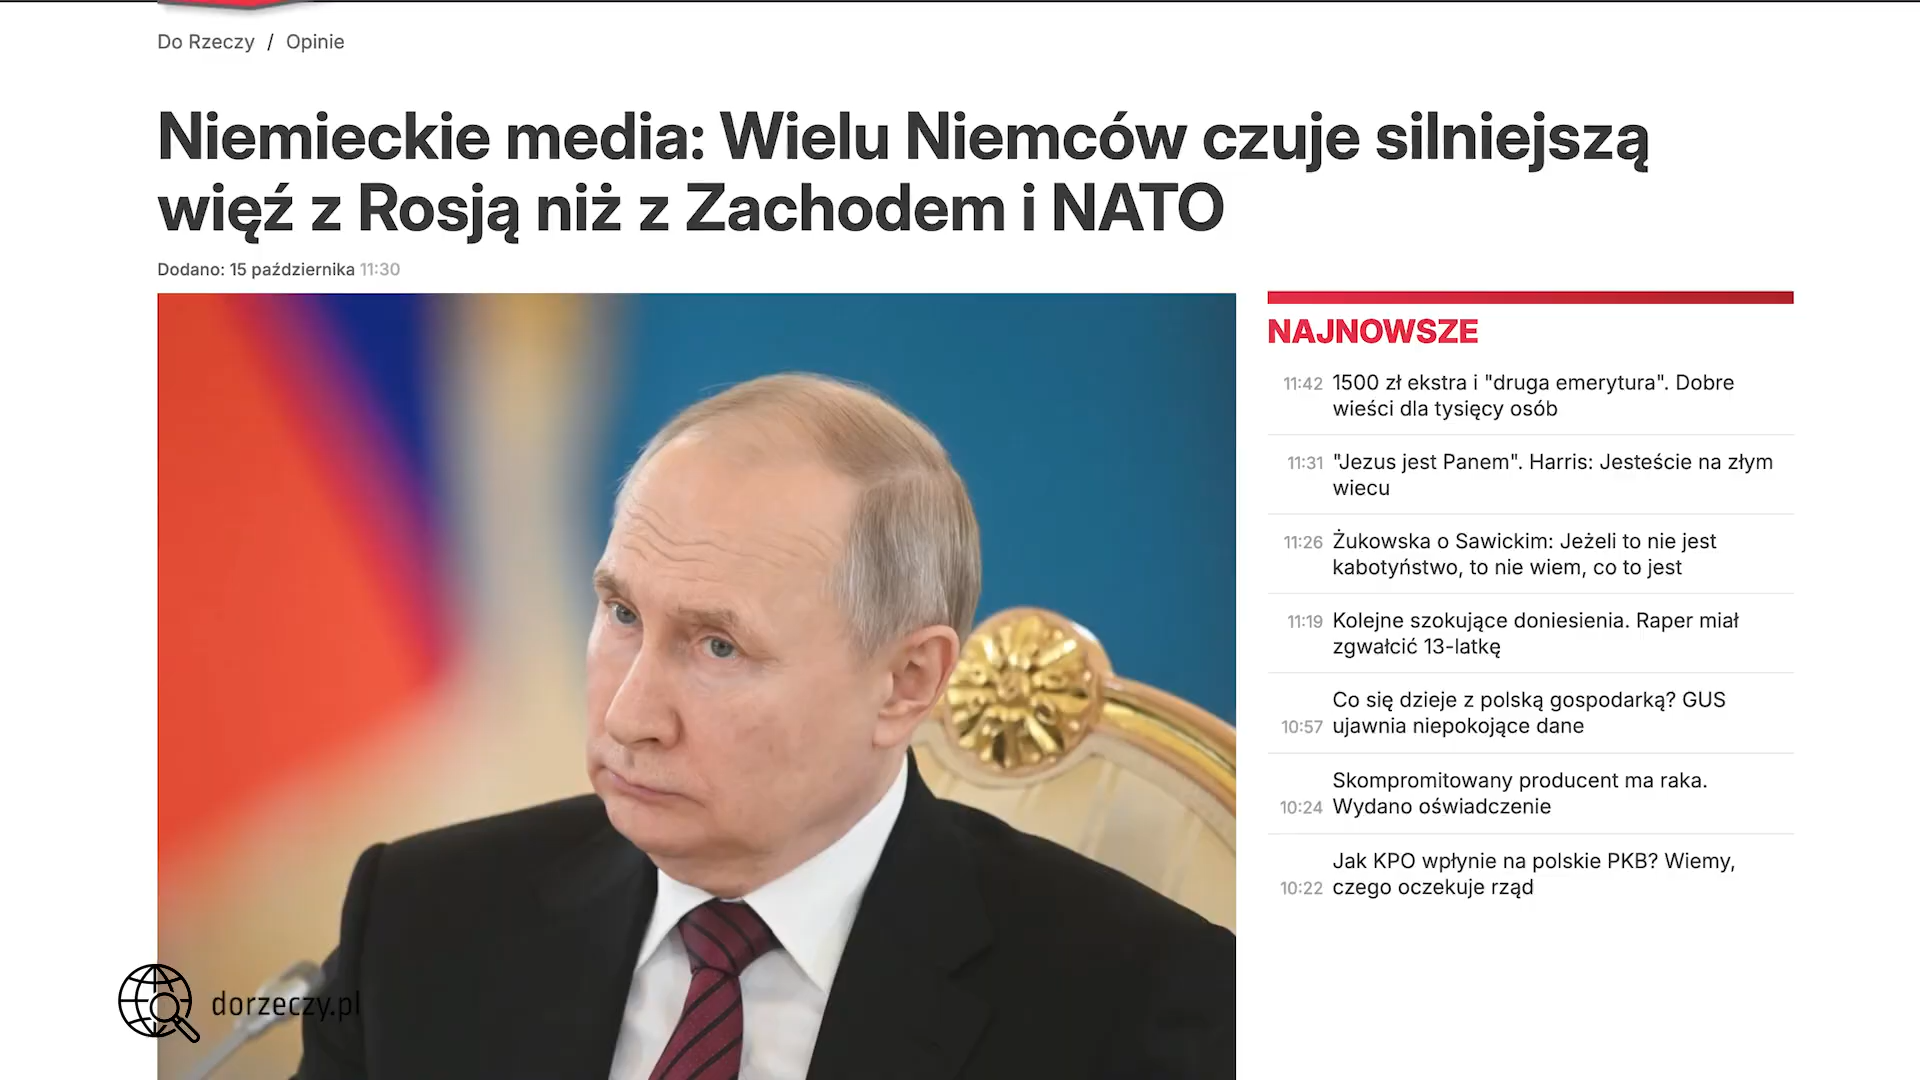 Do Rzeczy / Opinie
Niemieckie media: Wielu Niemców czuje silniejszą
więź z Rosją niż z Zachodem i NATO
Dodano: 15 października 11:30
NAJNOWSZE
11:42 1500 zł ekstra i "druga emerytura". Dobre
wieści dla tysięcy osób
11:31 "Jezus jest Panem". Harris: Jesteście na złym
wiecu
11:26 Żukowska o Sawickim: Jeżeli to nie jest
kabotyństwo, to nie wiem, co to jest
11:19 Kolejne szokujące doniesienia. Raper miał
zgwałcić 13-latkę
Co się dzieje z polską gospodarką? GUS
10:57 ujawnia niepokojące dane
Skompromitowany producent ma raka.
10:24 Wydano oświadczenie
Jak KPO wpłynie na polskie PKB? Wiemy,
10:22 czego oczekuje rząd
dorzeczy.pl